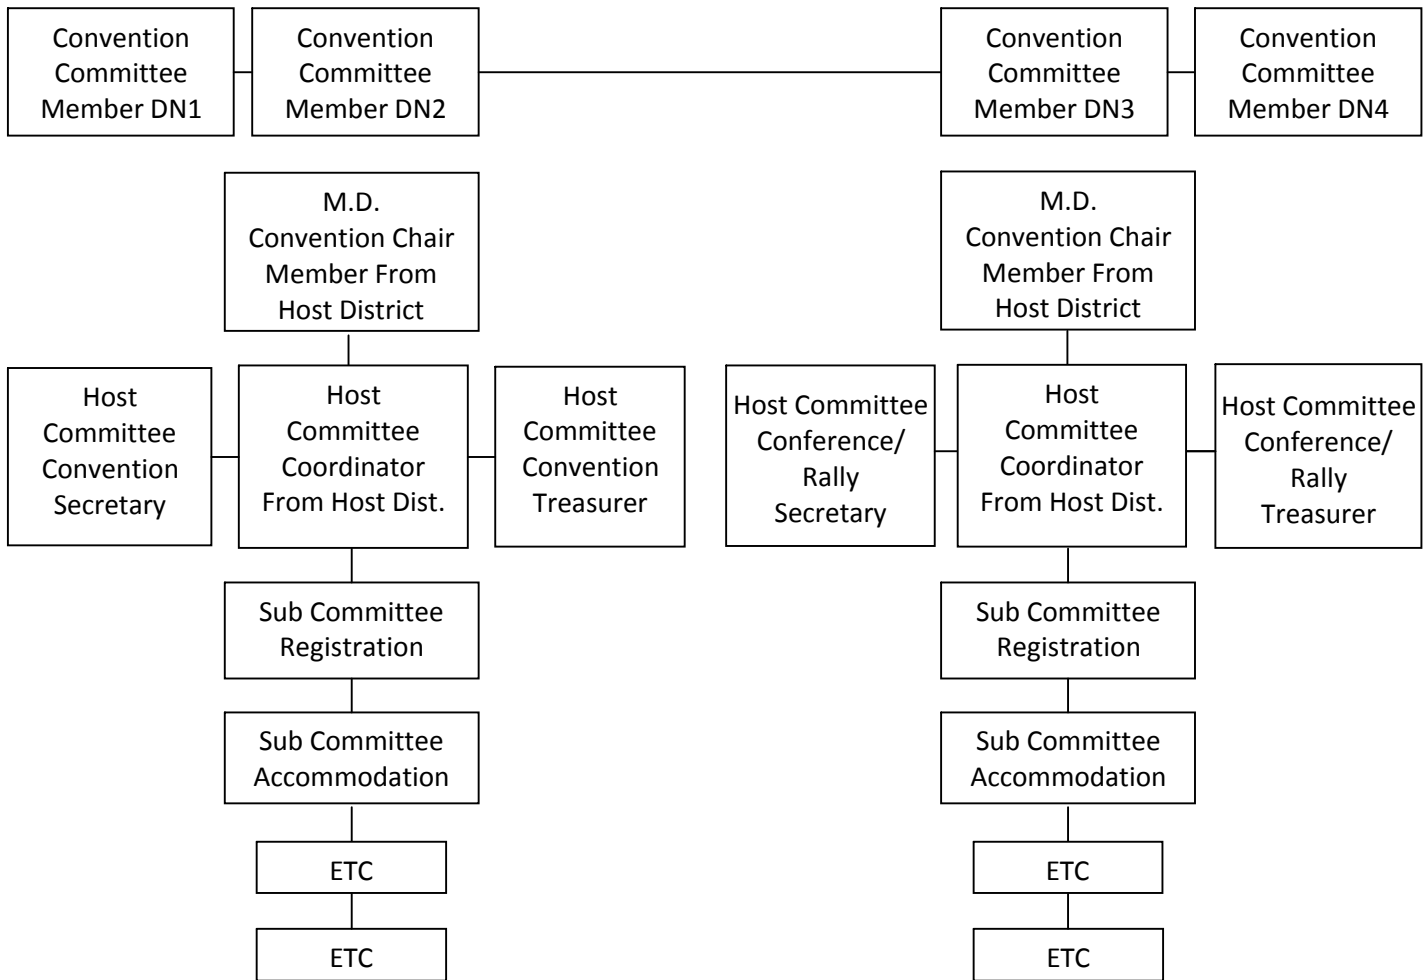 Convention
Committee
Member DN1
Convention
Committee
Member DN2
Convention
Committee
Member DN3
Convention
Committee
Member DN4
M.D.
Convention Chair
Member From
Host District
M.D.
Convention Chair
Member From
Host District
Host
Committee
Convention
Secretary
Host
Committee
Coordinator
From Host Dist.
Host
Committee
Convention
Treasurer
Host Committee
Conference/
Rally
Secretary
Host
Committee
Coordinator
From Host Dist.
Host Committee
Conference/
Rally
Treasurer
Sub Committee
Registration
Sub Committee
Registration
Sub Committee
Accommodation
Sub Committee
Accommodation
ETC
ETC
ETC
ETC